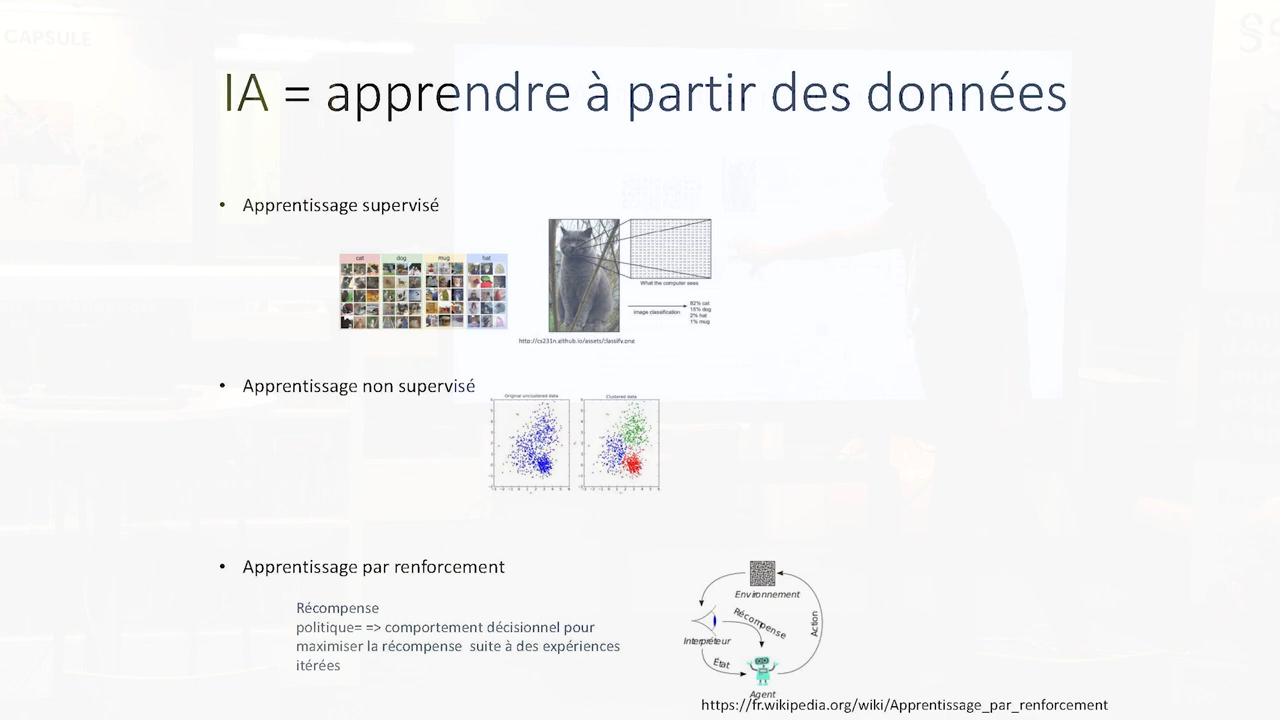 CAPSULE
IA = apprendre à partir des données
• Apprentissage supervisé
cat dog mug hat
What the computer sees
image classification
82% cat
15% dog
2% hat
1% mug
http://cs231n.github.io/assets/classify.png
• Apprentissage non supervisé
Original unclustered data
Clustered data
• Apprentissage par renforcement
Récompense
politique= => comportement décisionnel pour
maximiser la récompense suite à des expériences
itérées
Environnement
Récompense
Action
Interpréteur
État
Agent
https://fr.wikipedia.org/wiki/Apprentissage_par_renforcement